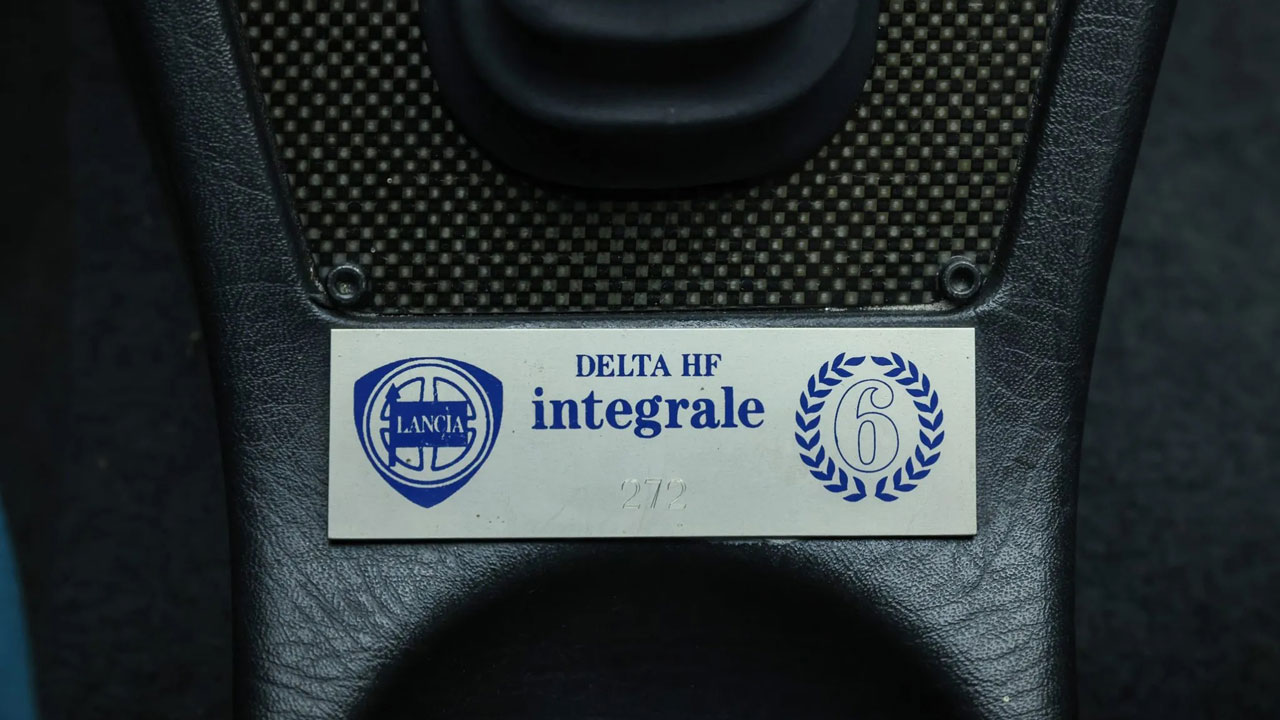 LANCIA
DELTA HF
integrale
6
272